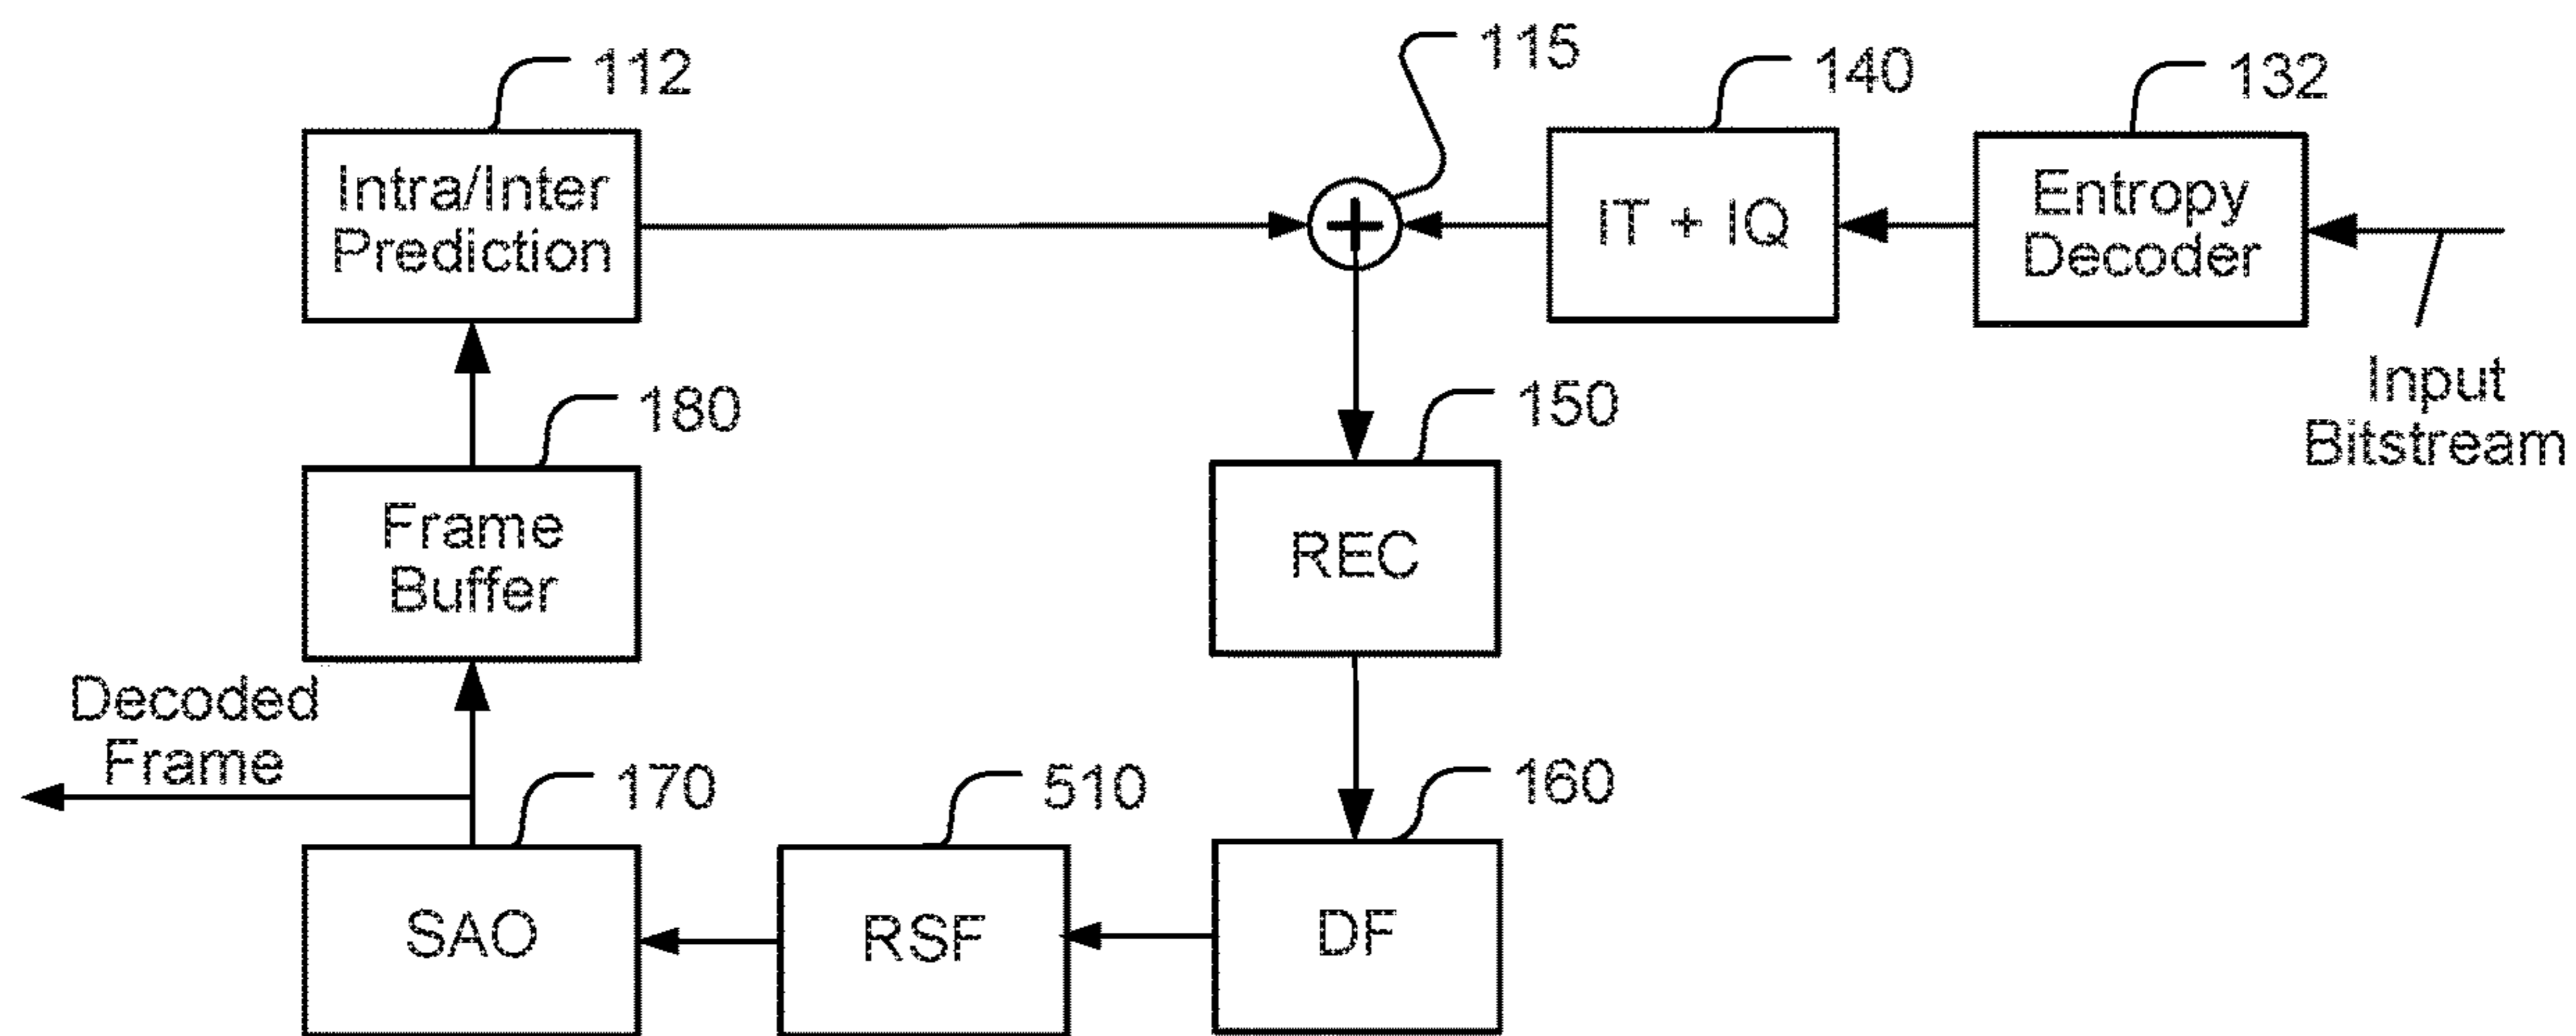 112
115
140
132
Intra/Inter
Prediction
IT + IQ
Entropy
Decoder
Input
Bitstream
180
150
Frame
Buffer
REC
Decoded
Frame
170
510
160
SAO
RSF
DF